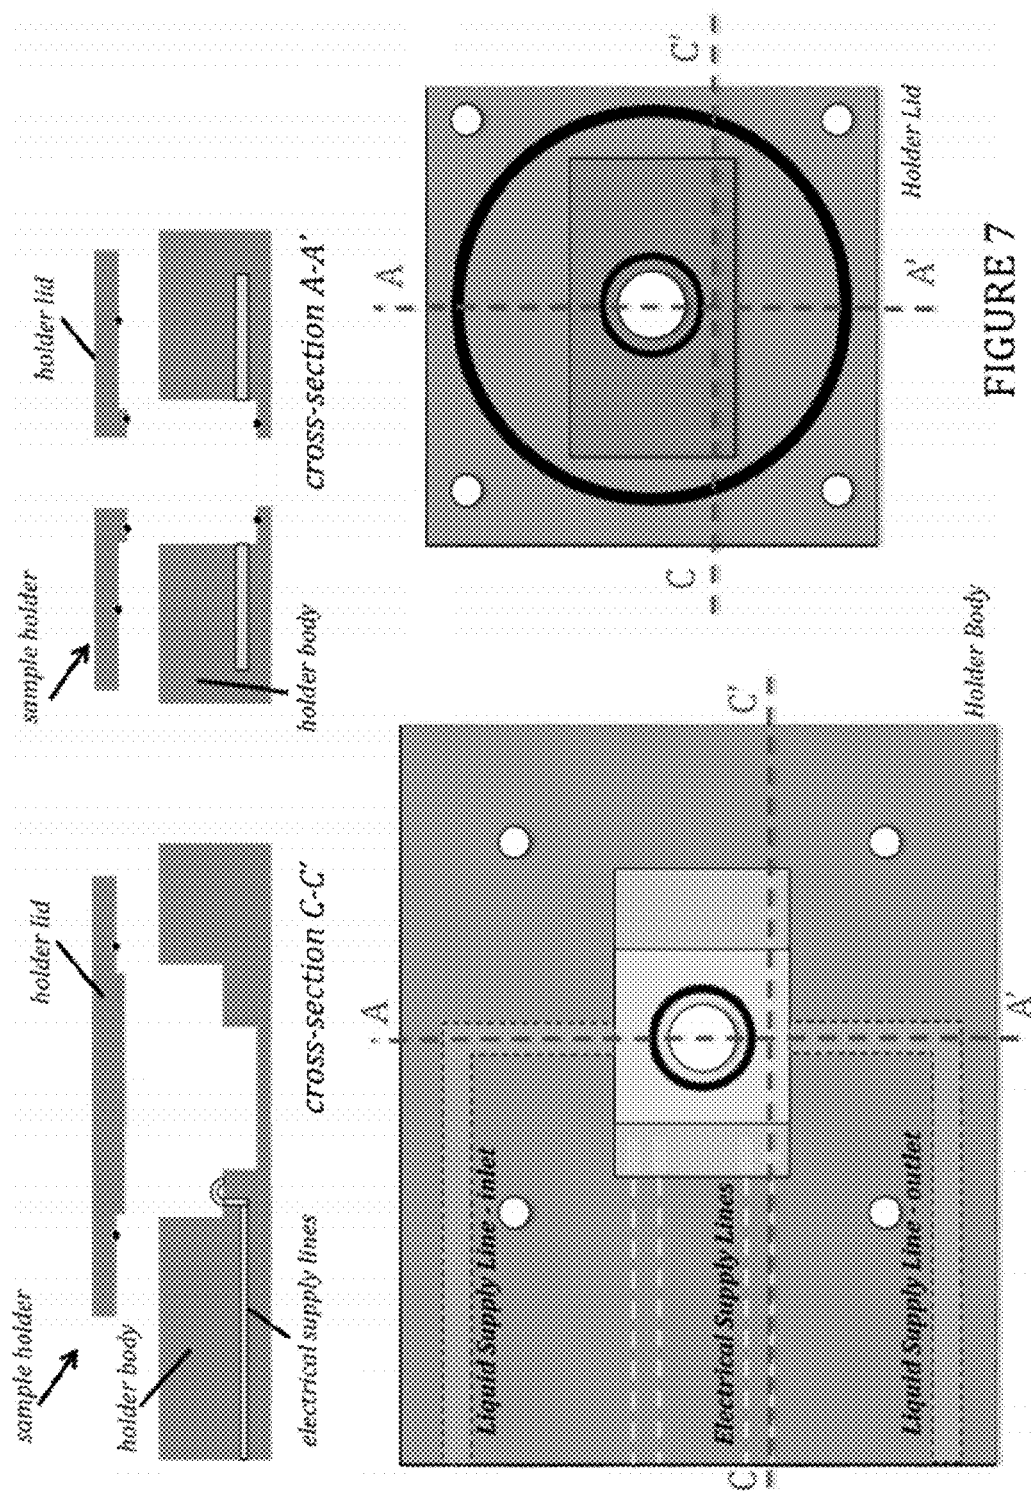 sample holder
holder lid
holder body
electrical supply lines
cross-section C-C'
sample holder
holder lid
holder body
cross-section A-A'
A
Liquid Supply Line - inlet
Electrical Supply Lines
Liquid Supply Line - outlet
C
C'
A'
Holder Body
A
C
C'
A'
Holder Lid
FIGURE 7